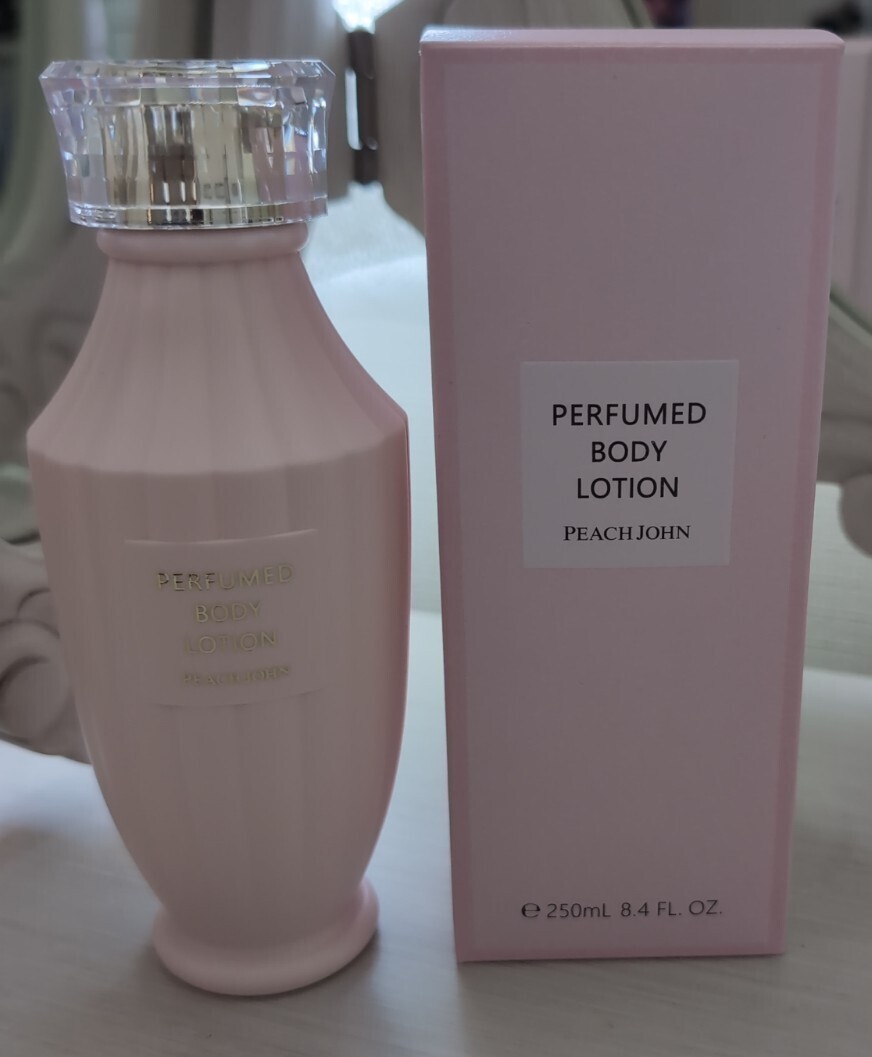 PERFUMED
BODY
LOTION
PEACH JOHN
PERFUMED
BODY
LOTION
PEACH JOHN
℮ 250mL 8.4 FL. OZ.